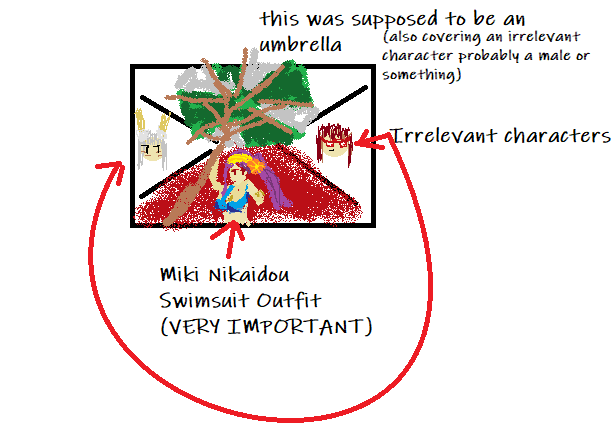 this was supposed to be an
umbrella
(also covering an irrelevant
character probably a male or
something)
Irrelevant characters
Miki Nikaidou
Swimsuit Outfit
(VERY IMPORTANT)